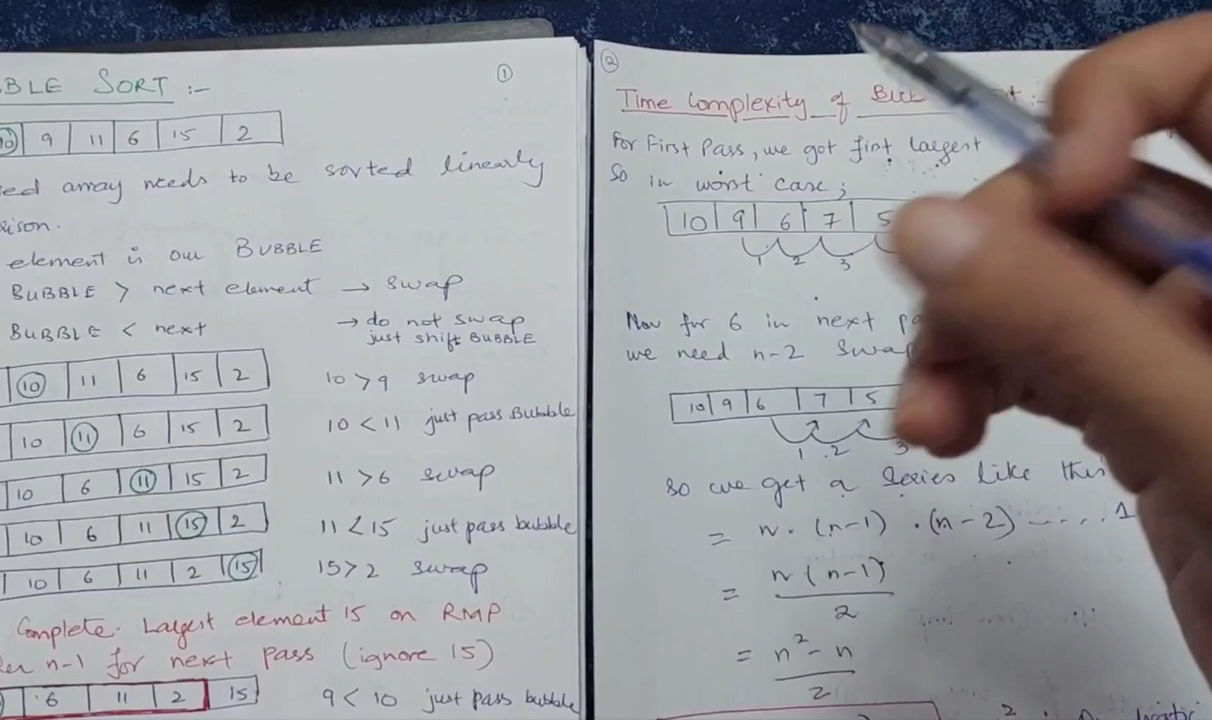 BLE SORT :-
①
10 9 11 6 15 2
ed array needs to be sorted linearly
ison.
element is our BUBBLE
BUBBLE > next element → swap
BUBBLE < next → do not swap
just shift BUBBLE
10 11 6 15 2 10 > 9 swap
10 11 6 15 2 10 < 11 just pass Bubble
10 6 11 15 2 11 > 6 swap
10 6 11 15 2 11 < 15 just pass bubble
10 6 11 2 15 15 > 2 swap
Complete. Largest element 15 on RMP
n-1 for next pass (ignore 15)
6 11 2 15 9 < 10 just pass bubble
②
Time Complexity of
For First Pass, we got first largest
So in worst case;
10 9 6 7 5
1 2 3
Now for 6 in next
we need n-2 swap
10 9 6 7 5
1 2 3
So we get a series like this
= n . (n-1) . (n-2) ..... 1
= n (n-1)
2
= n² - n
2